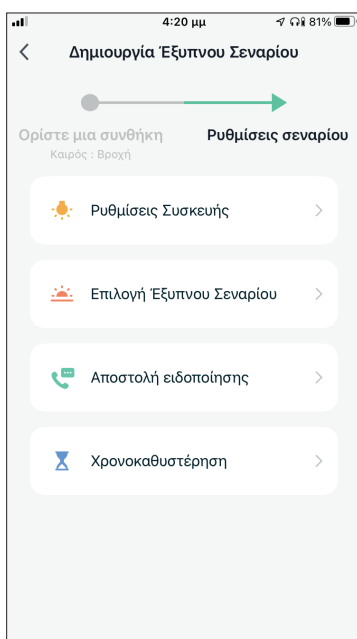 4:20 μμ 81%
Δημιουργία Έξυπνου Σεναρίου
Ορίστε μια συνθήκη Ρυθμίσεις σεναρίου
Καιρός : Βροχή
Ρυθμίσεις Συσκευής
Επιλογή Έξυπνου Σεναρίου
Αποστολή ειδοποίησης
Χρονοκαθυστέρηση